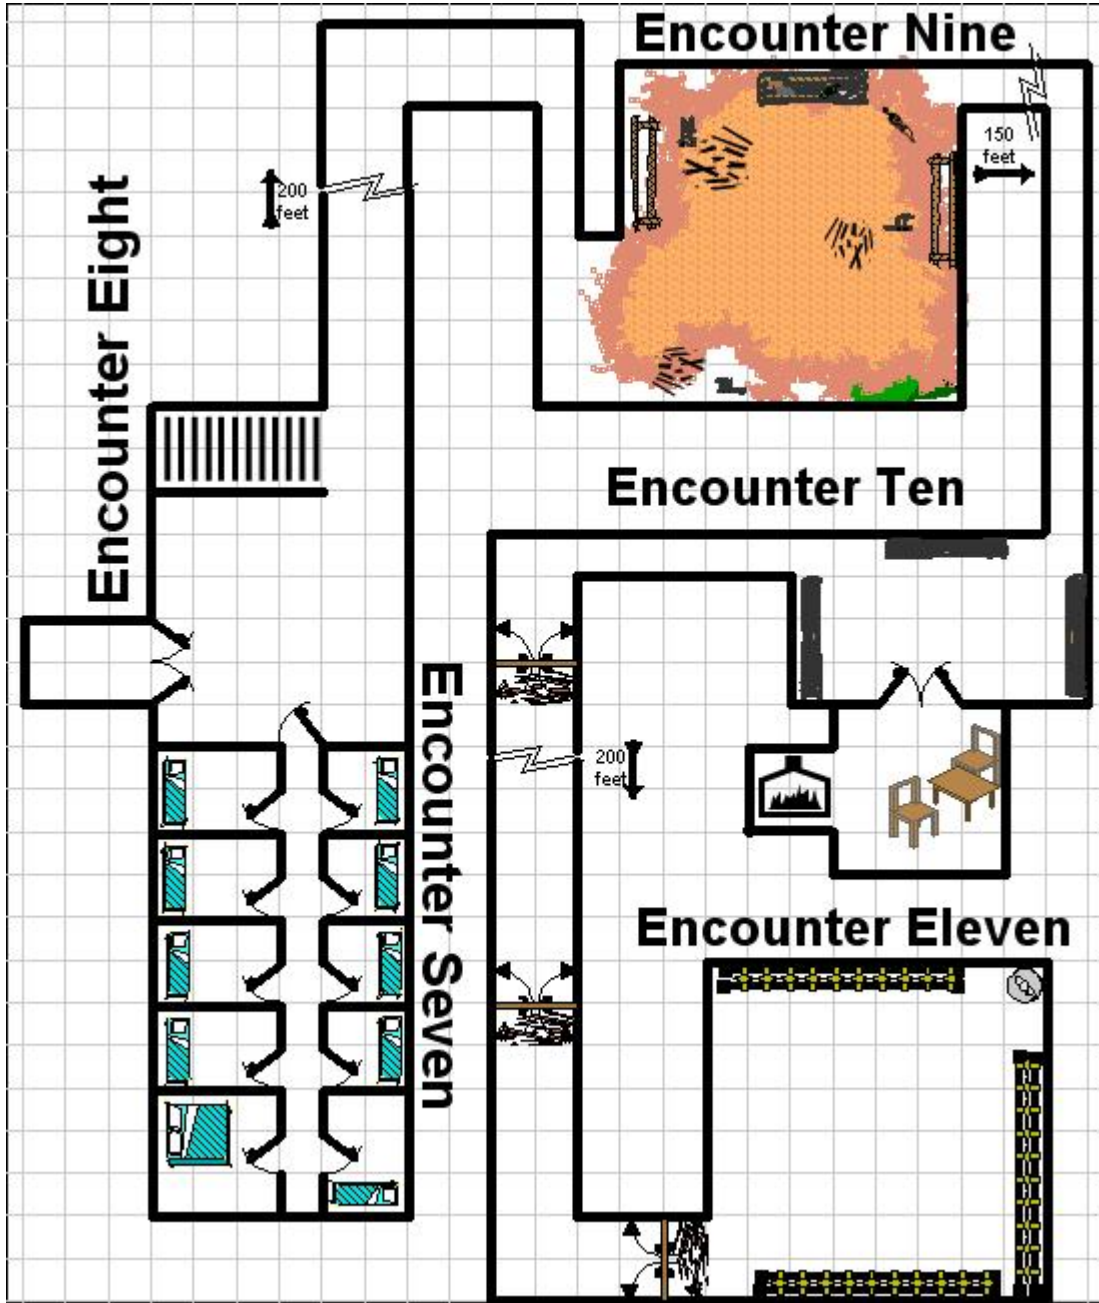 Encounter Nine
150
feet
200
feet
Encounter Eight
Encounter Ten
Encounter Seven
200
feet
Encounter Eleven